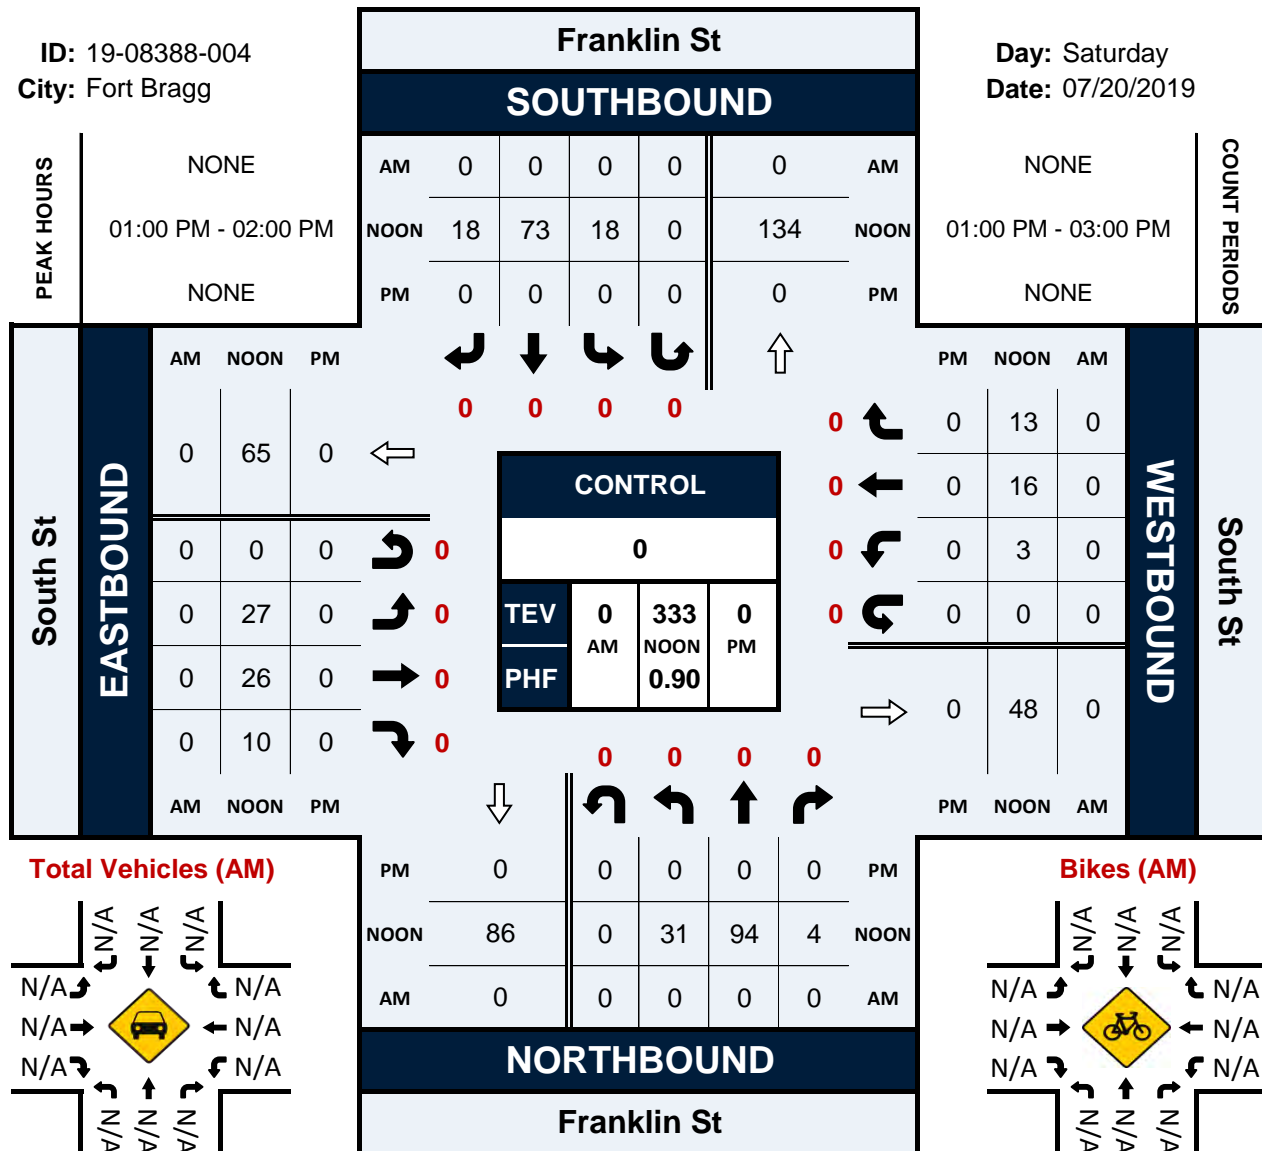 Franklin St
ID: 19-08388-004
Day: Saturday
City: Fort Bragg
Date: 07/20/2019
SOUTHBOUND
PEAK HOURS
NONE
AM 0 0 0 0 0 AM
NONE
COUNT PERIODS
01:00 PM - 02:00 PM
NOON 18 73 18 0 134 NOON
01:00 PM - 03:00 PM
NONE
PM 0 0 0 0 0 PM
NONE
South St
EASTBOUND
AM NOON PM
PM NOON AM
0 0 0 0
0 65 0
0 0 0 0
0 27 0 0
0 26 0 0
0 10 0 0
AM NOON PM
CONTROL
0
TEV 0 333 0
AM NOON PM
PHF 0.90
0 0 13 0
0 0 16 0
0 0 3 0
0 0 0 0
0 48 0
PM NOON AM
WESTBOUND
South St
0 0 0 0
PM 0 0 0 0 0 PM
NOON 86 0 31 94 4 NOON
AM 0 0 0 0 0 AM
NORTHBOUND
Franklin St
Total Vehicles (AM)
N/A N/A N/A
N/A N/A
N/A N/A
N/A N/A
N/A N/A N/A
Bikes (AM)
N/A N/A N/A
N/A N/A
N/A N/A
N/A N/A
N/A N/A N/A